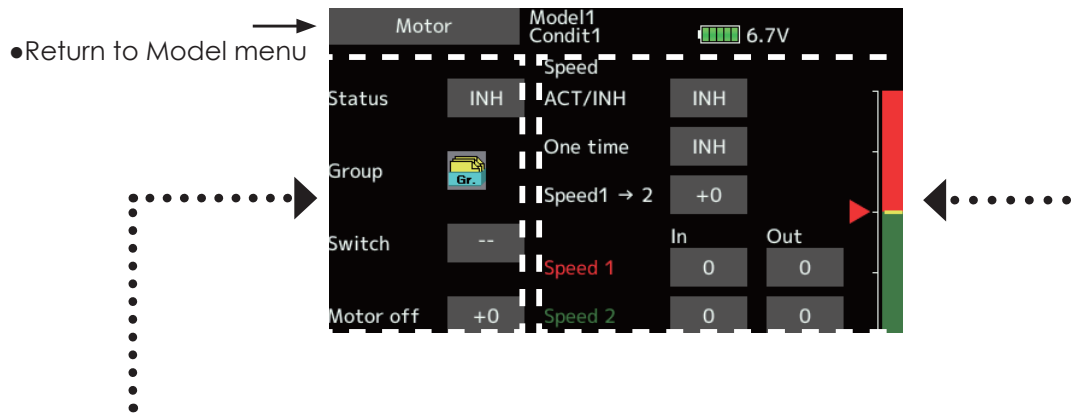 ●Return to Model menu
Motor
Model1
Condit1
6.7V
Status INH
Group Gr.
Switch --
Motor off +0
Speed
ACT/INH INH
One time INH
Speed1 → 2 +0
In Out
Speed 1 0 0
Speed 2 0 0